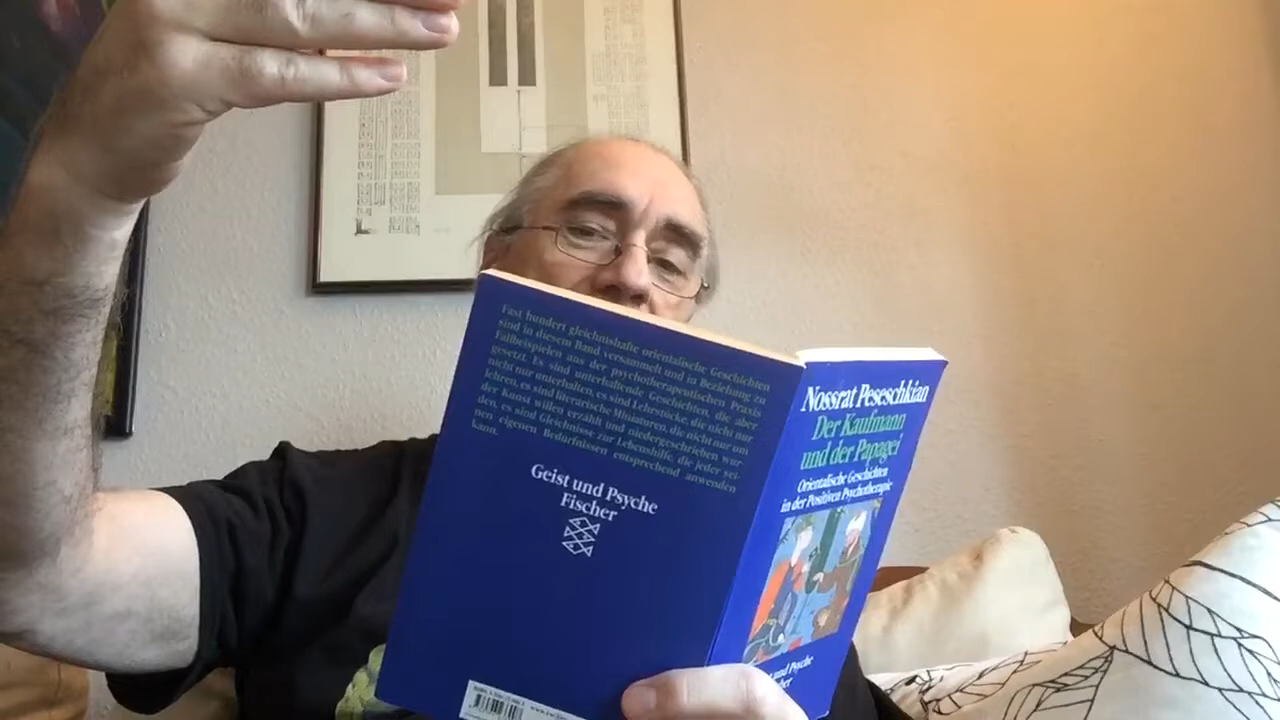 Fast hundert gleichnishafte orientalische Geschichten
sind in diesem Band versammelt und in Beziehung zu
Fallbeispielen aus der psychotherapeutischen Praxis
gesetzt. Es sind unterhaltende Geschichten, die aber
nicht nur unterhalten, es sind Lehrstücke, die nicht nur
lehren, es sind literarische Miniaturen, die nicht nur um
der Kunst willen erzählt und niedergeschrieben wur-
den, es sind Gleichnisse zur Lebenshilfe, die jeder sei-
nen eigenen Bedürfnissen entsprechend anwenden
kann.
Geist und Psyche
Fischer
Nossrat Peseschkian
Der Kaufmann
und der Papagei
Orientalische Geschichten
in der Positiven Psychotherapie
und Psyche